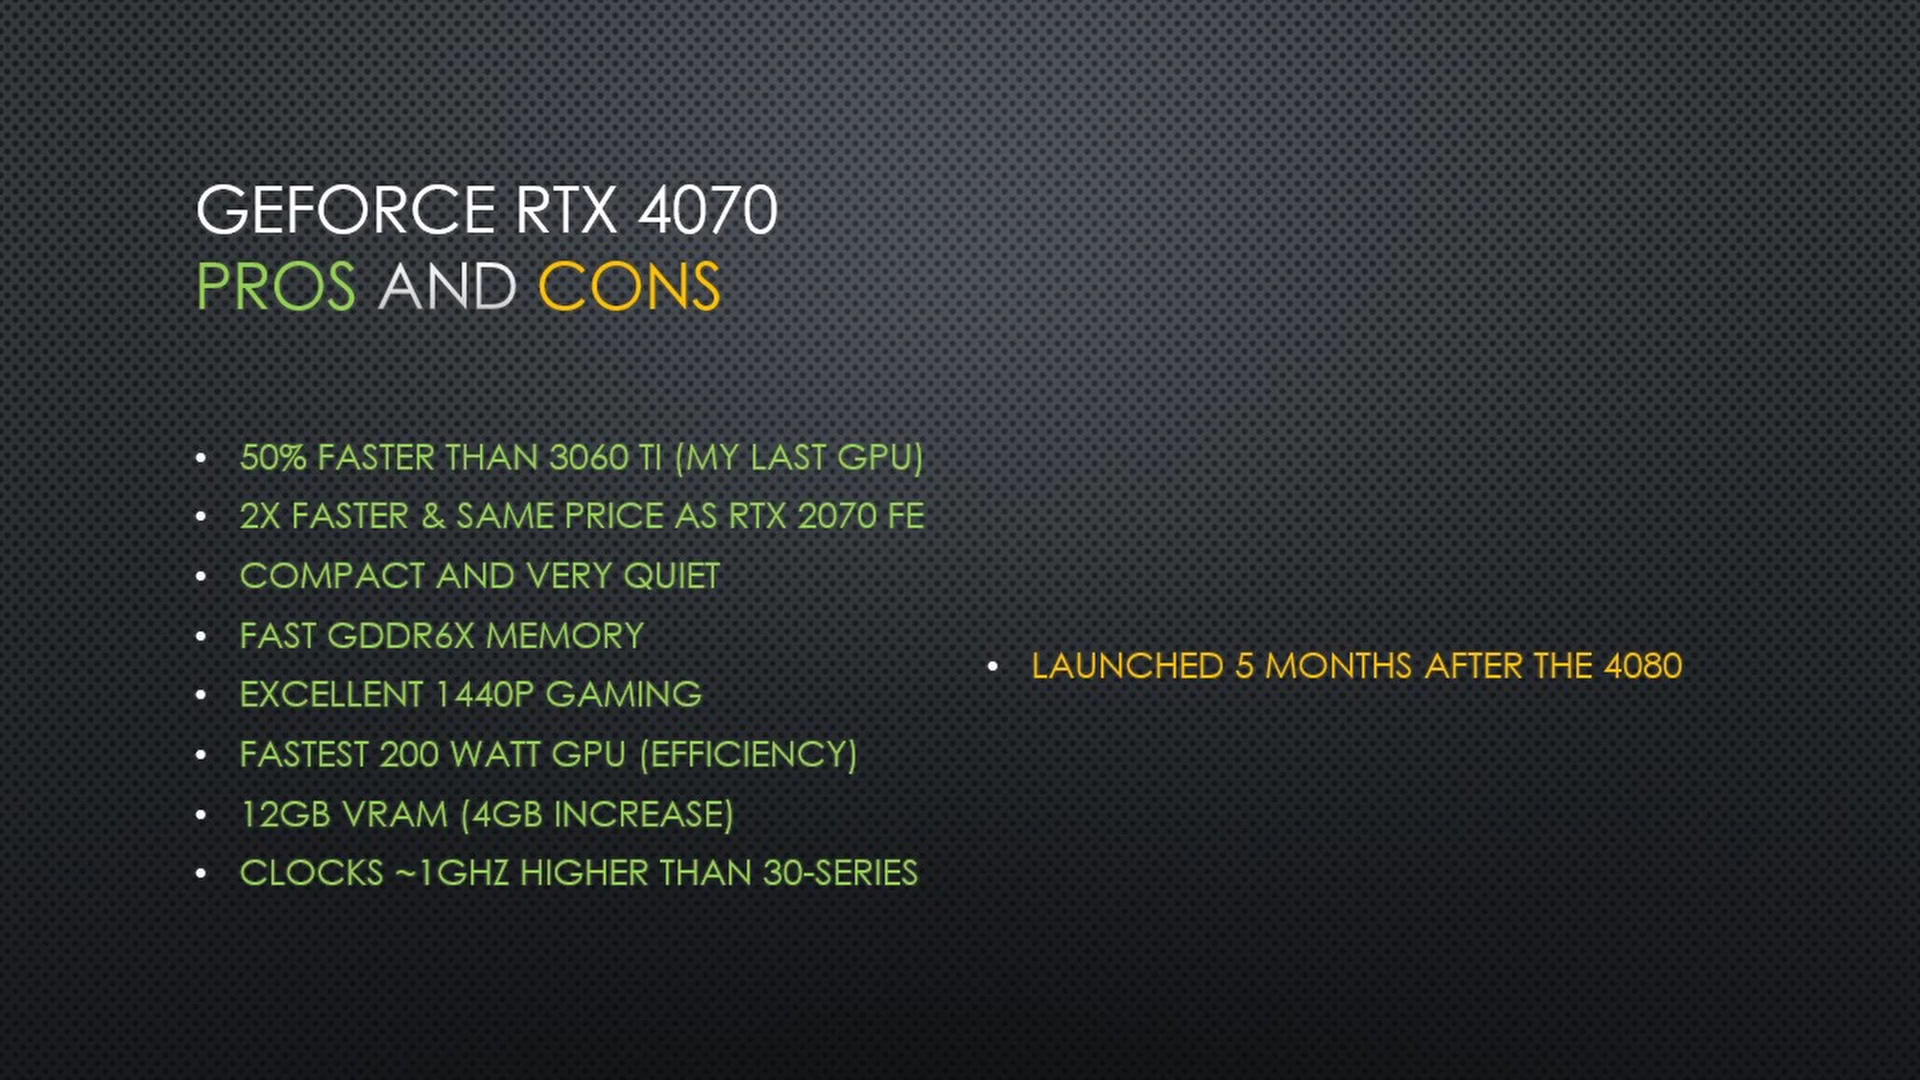 GEFORCE RTX 4070
PROS AND CONS
• 50% FASTER THAN 3060 TI (MY LAST GPU)
• 2X FASTER & SAME PRICE AS RTX 2070 FE
• COMPACT AND VERY QUIET
• FAST GDDR6X MEMORY
• EXCELLENT 1440P GAMING
• FASTEST 200 WATT GPU (EFFICIENCY)
• 12GB VRAM (4GB INCREASE)
• CLOCKS ~1GHZ HIGHER THAN 30-SERIES
• LAUNCHED 5 MONTHS AFTER THE 4080